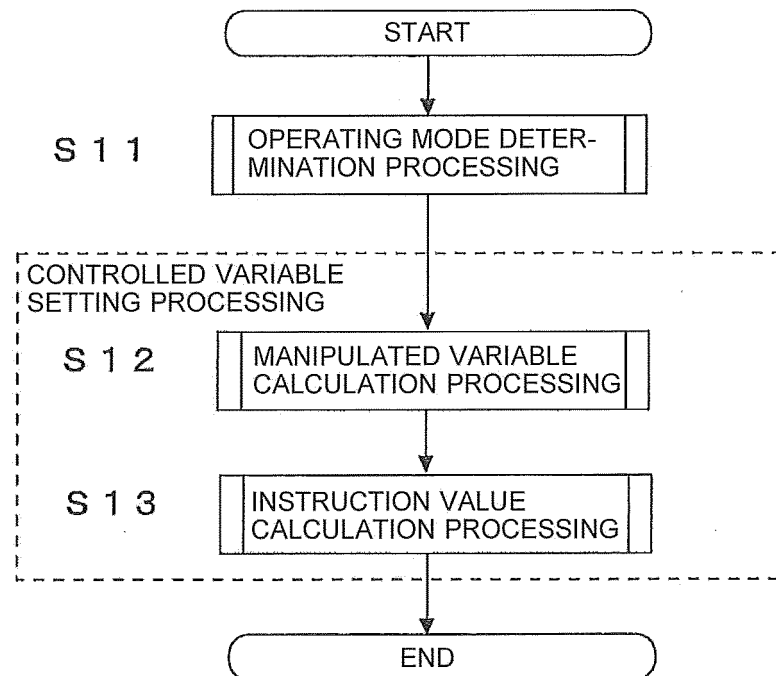 START
S 1 1
OPERATING MODE DETER-
MINATION PROCESSING
CONTROLLED VARIABLE
SETTING PROCESSING
S 1 2
MANIPULATED VARIABLE
CALCULATION PROCESSING
S 1 3
INSTRUCTION VALUE
CALCULATION PROCESSING
END